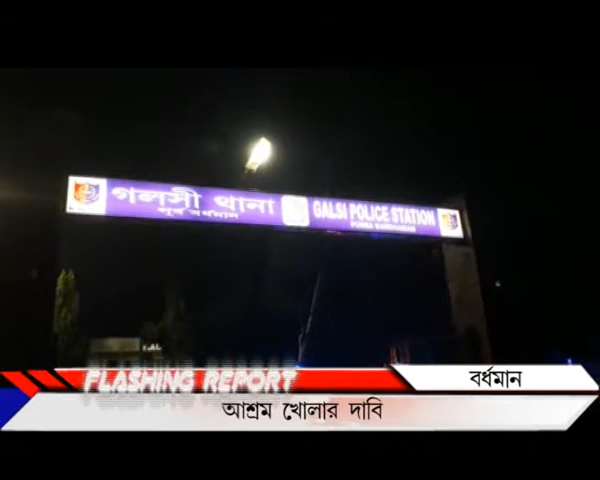 গলসী থানা
পূর্ব বর্ধমান
GALSI POLICE STATION
PURBA BARDHAMAN
FLASHING REPORT
বর্ধমান
আশ্রম খোলার দাবি